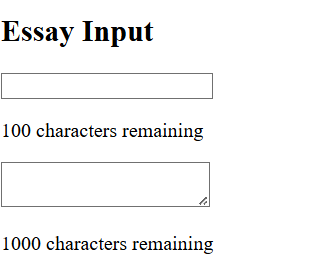 Essay Input
100 characters remaining
1000 characters remaining